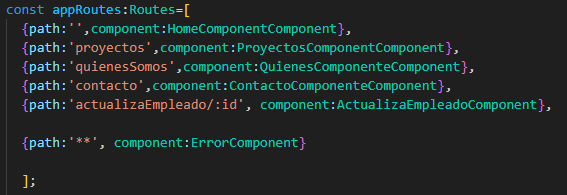 const appRoutes:Routes=[
{path:'',component:HomeComponentComponent},
{path:'proyectos',component:ProyectosComponentComponent},
{path:'quienesSomos',component:QuienesComponenteComponent},
{path:'contacto',component:ContactoComponenteComponent},
{path:'actualizaEmpleado/:id', component:ActualizaEmpleadoComponent},
{path:'**', component:ErrorComponent}
];